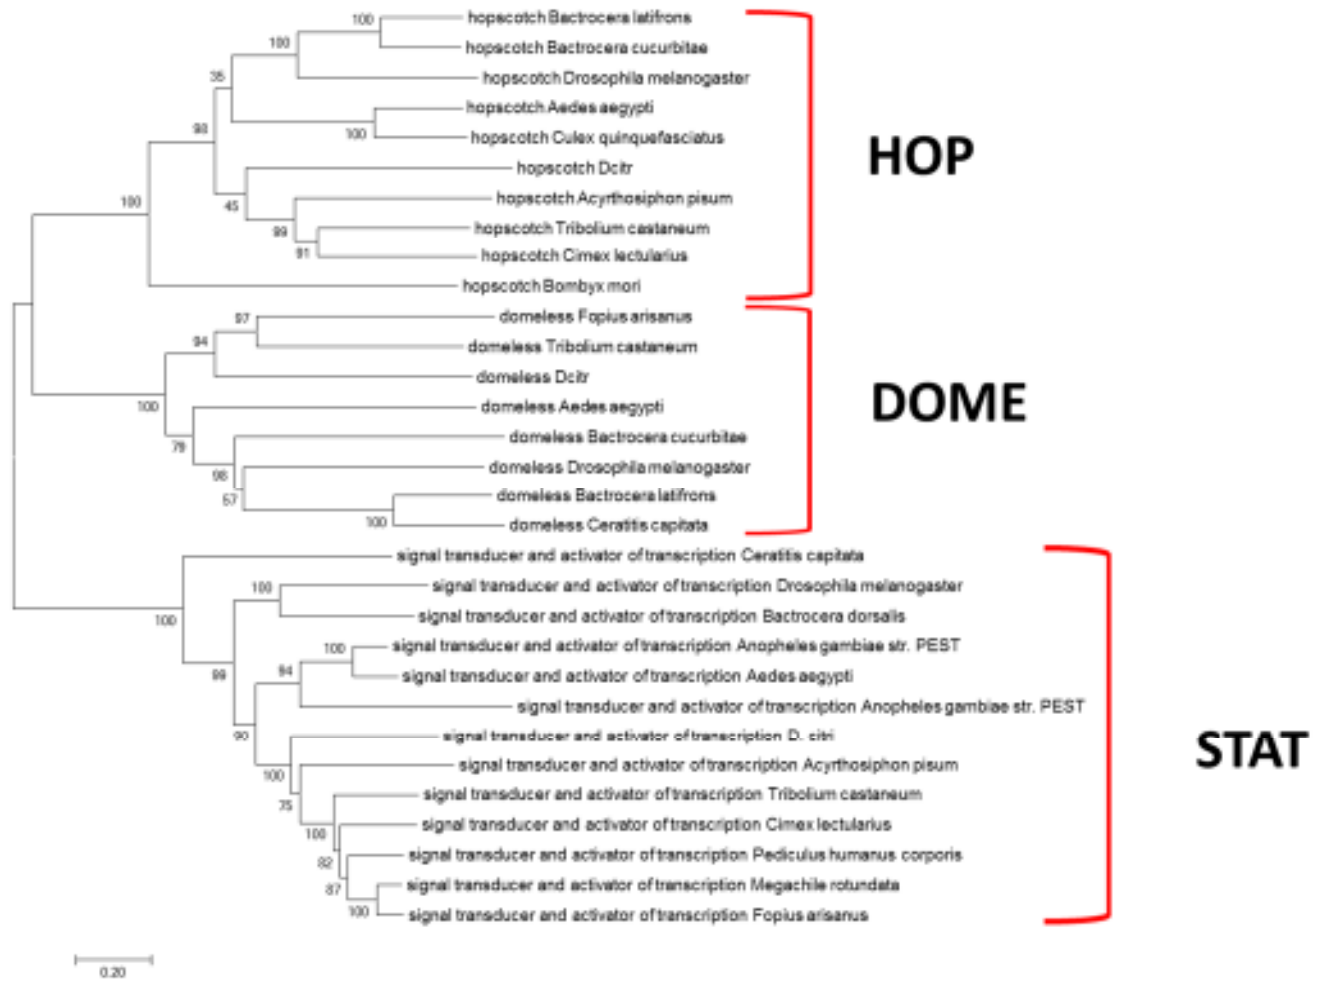 100
hopscotch Bactrocera latifrons
100
hopscotch Bactrocera cucurbitae
35
hopscotch Drosophila melanogaster
hopscotch Aedes aegypti
98
100
hopscotch Culex quinquefasciatus
HOP
hopscotch Dcitr
100
45
hopscotch Acyrthosiphon pisum
99
hopscotch Tribolium castaneum
91
hopscotch Cimex lectularius
hopscotch Bombyx mori
97
domeless Fopius arisanus
94
domeless Tribolium castaneum
domeless Dcitr
DOME
100
domeless Aedes aegypti
79
domeless Bactrocera cucurbitae
98
domeless Drosophila melanogaster
57
domeless Bactrocera latifrons
100
domeless Ceratitis capitata
signal transducer and activator of transcription Ceratitis capitata
100
signal transducer and activator of transcription Drosophila melanogaster
100
signal transducer and activator of transcription Bactrocera dorsalis
100
signal transducer and activator of transcription Anopheles gambiae str. PEST
99
94
signal transducer and activator of transcription Aedes aegypti
signal transducer and activator of transcription Anopheles gambiae str. PEST
90
signal transducer and activator of transcription D. citri
STAT
100
signal transducer and activator of transcription Acyrthosiphon pisum
75
signal transducer and activator of transcription Tribolium castaneum
100
signal transducer and activator of transcription Cimex lectularius
82
signal transducer and activator of transcription Pediculus humanus corporis
87
signal transducer and activator of transcription Megachile rotundata
100
signal transducer and activator of transcription Fopius arisanus
0.20